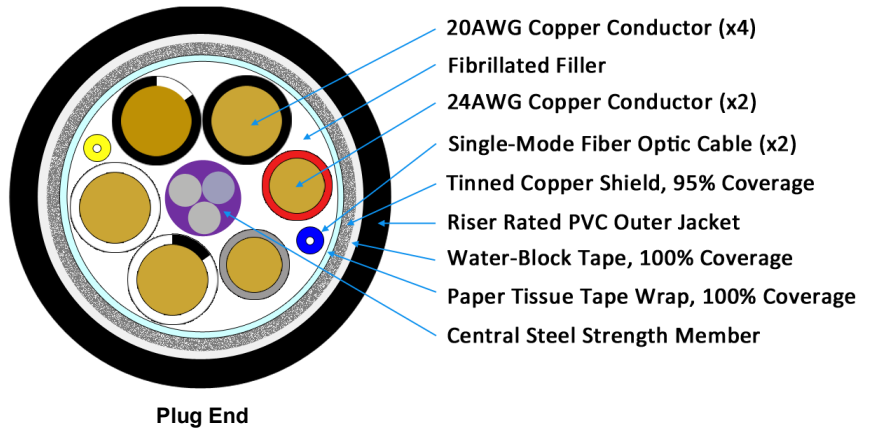 20AWG Copper Conductor (x4)
Fibrillated Filler
24AWG Copper Conductor (x2)
Single-Mode Fiber Optic Cable (x2)
Tinned Copper Shield, 95% Coverage
Riser Rated PVC Outer Jacket
Water-Block Tape, 100% Coverage
Paper Tissue Tape Wrap, 100% Coverage
Central Steel Strength Member
Plug End